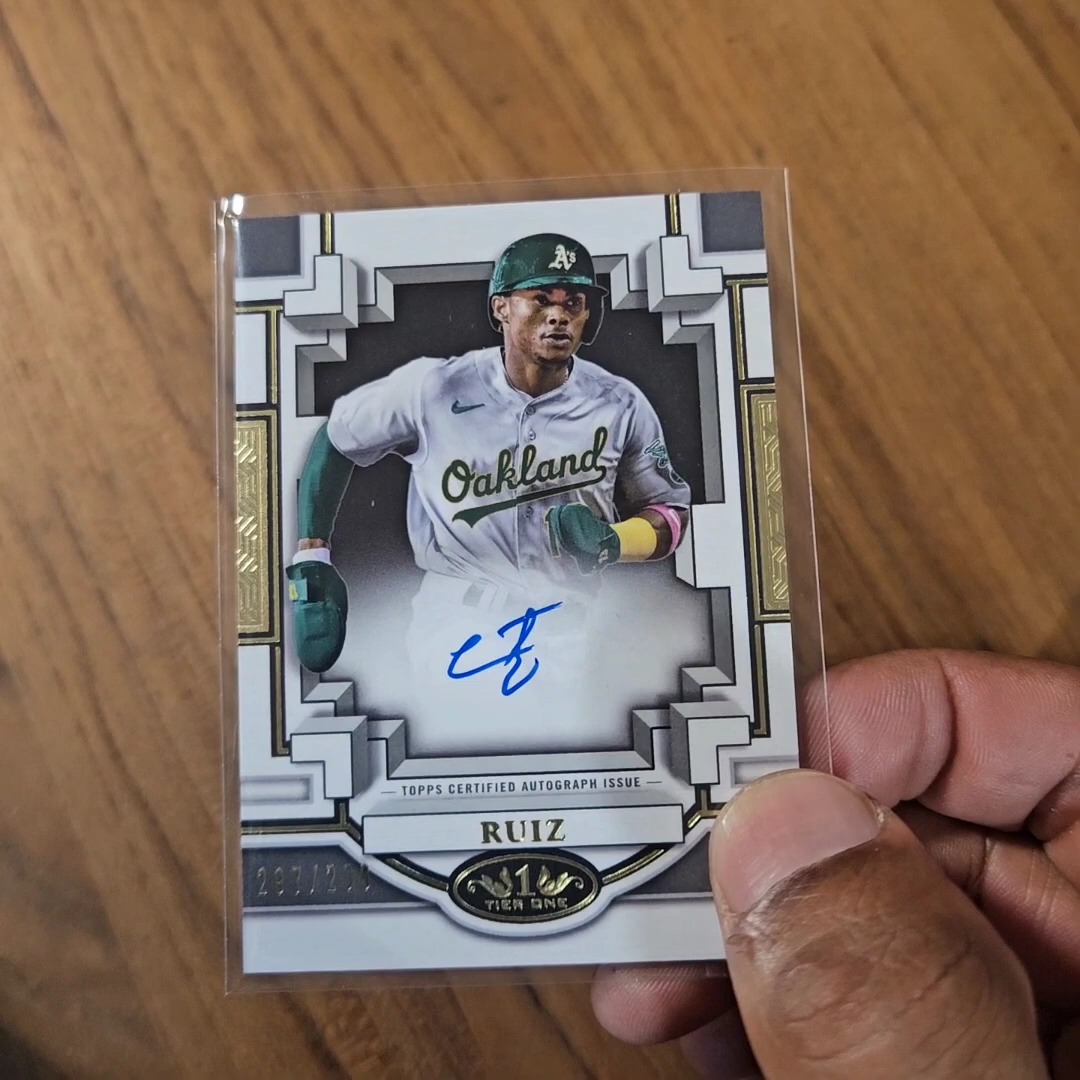 A's
Oakland
TOPPS CERTIFIED AUTOGRAPH ISSUE
RUIZ
1
TIER ONE